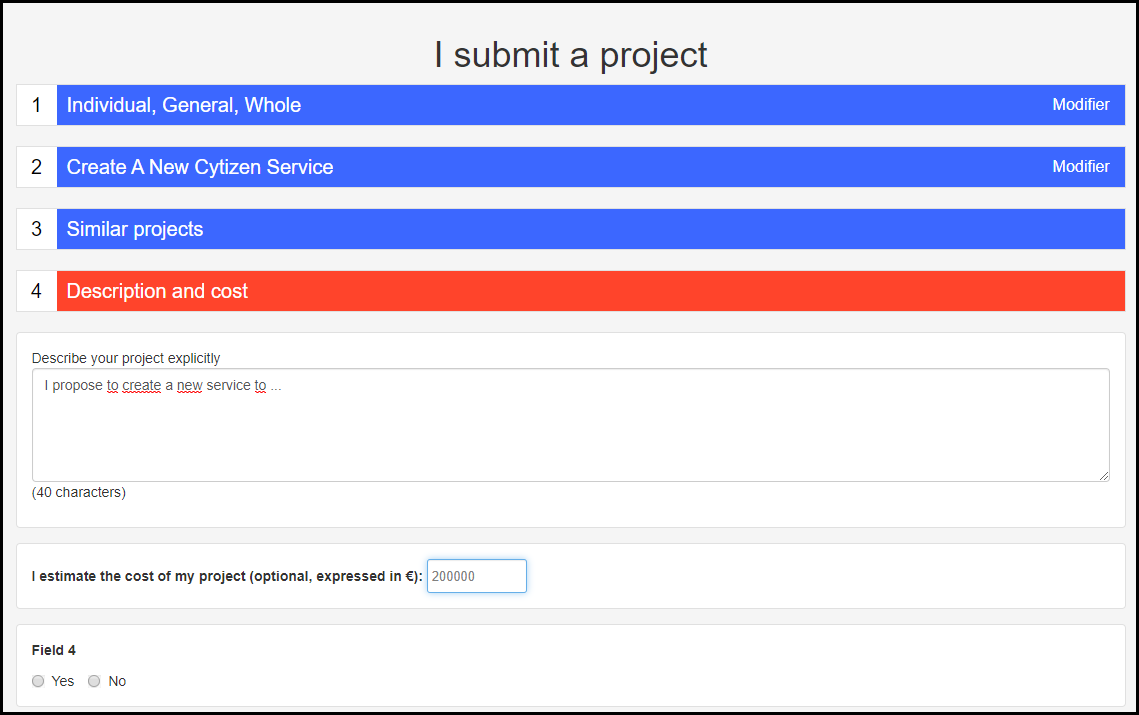 I submit a project
1 Individual, General, Whole Modifier
2 Create A New Cytizen Service Modifier
3 Similar projects
4 Description and cost
Describe your project explicitly
I propose to create a new service to ...
(40 characters)
I estimate the cost of my project (optional, expressed in €): 200000
Field 4
Yes No